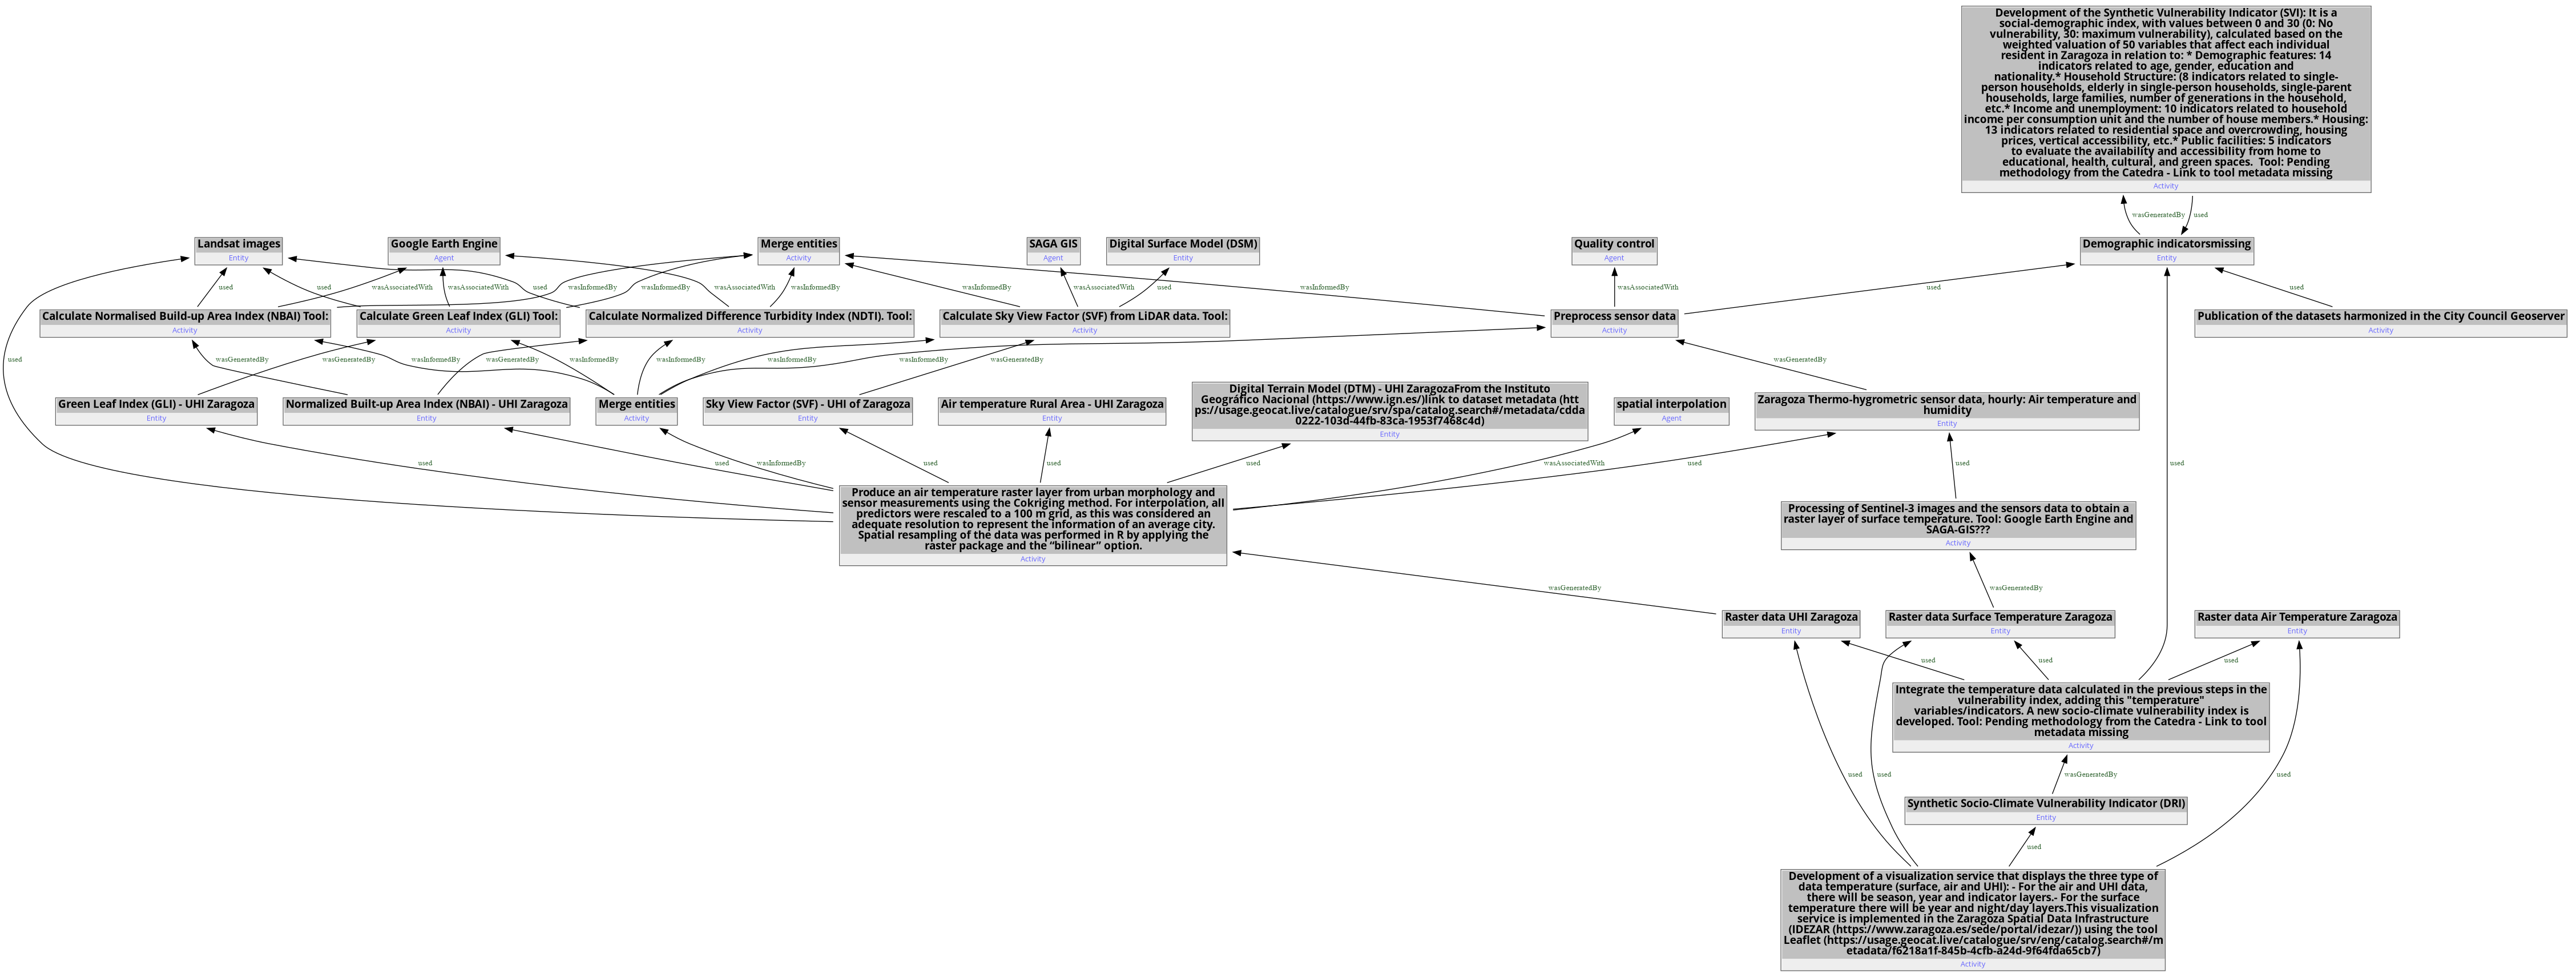 Development of the Synthetic Vulnerability Indicator (SVI): It is a
social-demographic index, with values between 0 and 30 (0: No
vulnerability, 30: maximum vulnerability), calculated based on the
weighted valuation of 50 variables that affect each individual
resident in Zaragoza in relation to: * Demographic features: 14
indicators related to age, gender, education and
nationality.* Household Structure: (8 indicators related to single-
person households, elderly in single-person households, single-parent
households, large families, number of generations in the household,
etc.* Income and unemployment: 10 indicators related to household
income per consumption unit and the number of house members.* Housing:
13 indicators related to residential space and overcrowding, housing
prices, vertical accessibility, etc.* Public facilities: 5 indicators
to evaluate the availability and accessibility from home to
educational, health, cultural, and green spaces. Tool: Pending
methodology from the Catedra - Link to tool metadata missing
Activity
wasGeneratedBy
used
Landsat images
Entity
Google Earth Engine
Agent
Merge entities
Activity
SAGA GIS
Agent
Digital Surface Model (DSM)
Entity
Quality control
Agent
Demographic indicatorsmissing
Entity
used
wasAssociatedWith
used
wasAssociatedWith
used
wasInformedBy
wasInformedBy
wasAssociatedWith
wasInformedBy
wasInformedBy
wasAssociatedWith
used
wasInformedBy
wasAssociatedWith
used
used
Calculate Normalised Build-up Area Index (NBAI) Tool:
Activity
Calculate Green Leaf Index (GLI) Tool:
Activity
Calculate Normalized Difference Turbidity Index (NDTI). Tool:
Activity
Calculate Sky View Factor (SVF) from LiDAR data. Tool:
Activity
Preprocess sensor data
Activity
Publication of the datasets harmonized in the City Council Geoserver
Activity
used
wasGeneratedBy
wasGeneratedBy
wasInformedBy
wasGeneratedBy
wasInformedBy
wasInformedBy
wasInformedBy
wasInformedBy
wasGeneratedBy
wasGeneratedBy
Green Leaf Index (GLI) - UHI Zaragoza
Entity
Normalized Built-up Area Index (NBAI) - UHI Zaragoza
Entity
Merge entities
Activity
Sky View Factor (SVF) - UHI of Zaragoza
Entity
Air temperature Rural Area - UHI Zaragoza
Entity
Digital Terrain Model (DTM) - UHI ZaragozaFrom the Instituto
Geográfico Nacional (https://www.ign.es/)link to dataset metadata (htt
ps://usage.geocat.live/catalogue/srv/spa/catalog.search#/metadata/cdda
0222-103d-44fb-83ca-1953f7468c4d)
Entity
spatial interpolation
Agent
Zaragoza Thermo-hygrometric sensor data, hourly: Air temperature and
humidity
Entity
used
used
wasInformedBy
used
used
used
wasAssociatedWith
used
used
used
Produce an air temperature raster layer from urban morphology and
sensor measurements using the Cokriging method. For interpolation, all
predictors were rescaled to a 100 m grid, as this was considered an
adequate resolution to represent the information of an average city.
Spatial resampling of the data was performed in R by applying the
raster package and the “bilinear” option.
Activity
Processing of Sentinel-3 images and the sensors data to obtain a
raster layer of surface temperature. Tool: Google Earth Engine and
SAGA-GIS???
Activity
wasGeneratedBy
wasGeneratedBy
Raster data UHI Zaragoza
Entity
Raster data Surface Temperature Zaragoza
Entity
Raster data Air Temperature Zaragoza
Entity
used
used
used
Integrate the temperature data calculated in the previous steps in the
vulnerability index, adding this "temperature"
variables/indicators. A new socio-climate vulnerability index is
developed. Tool: Pending methodology from the Catedra - Link to tool
metadata missing
Activity
used
used
wasGeneratedBy
used
Synthetic Socio-Climate Vulnerability Indicator (DRI)
Entity
used
Development of a visualization service that displays the three type of
data temperature (surface, air and UHI): - For the air and UHI data,
there will be season, year and indicator layers.- For the surface
temperature there will be year and night/day layers.This visualization
service is implemented in the Zaragoza Spatial Data Infrastructure
(IDEZAR (https://www.zaragoza.es/sede/portal/idezar/)) using the tool
Leaflet (https://usage.geocat.live/catalogue/srv/eng/catalog.search#/m
etadata/f6218a1f-845b-4cfb-a24d-9f64fda65cb7)
Activity